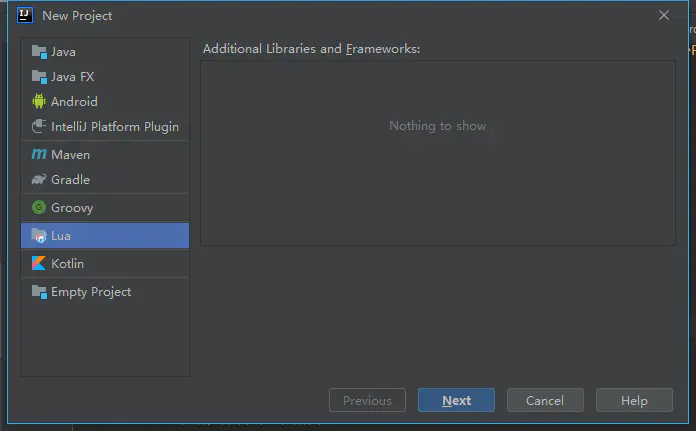 New Project
Java
Java FX
Android
IntelliJ Platform Plugin
Maven
Gradle
Groovy
Lua
Kotlin
Empty Project
Additional Libraries and Frameworks:
Nothing to show
Previous
Next
Cancel
Help